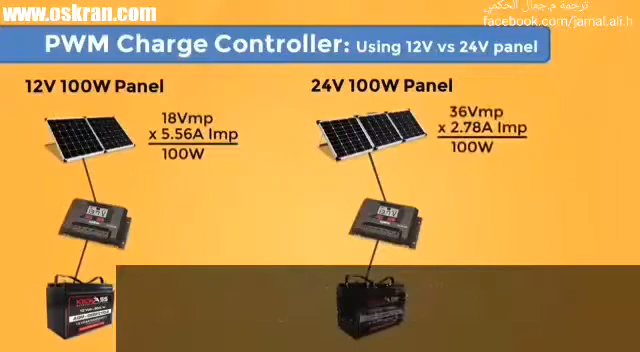 www.oskran.com
ترجمة م.جمال الحكمي
facebook.com/jamal.ali.h
PWM Charge Controller: Using 12V vs 24V panel
12V 100W Panel
24V 100W Panel
18Vmp
x 5.56A Imp
100W
36Vmp
x 2.78A Imp
100W